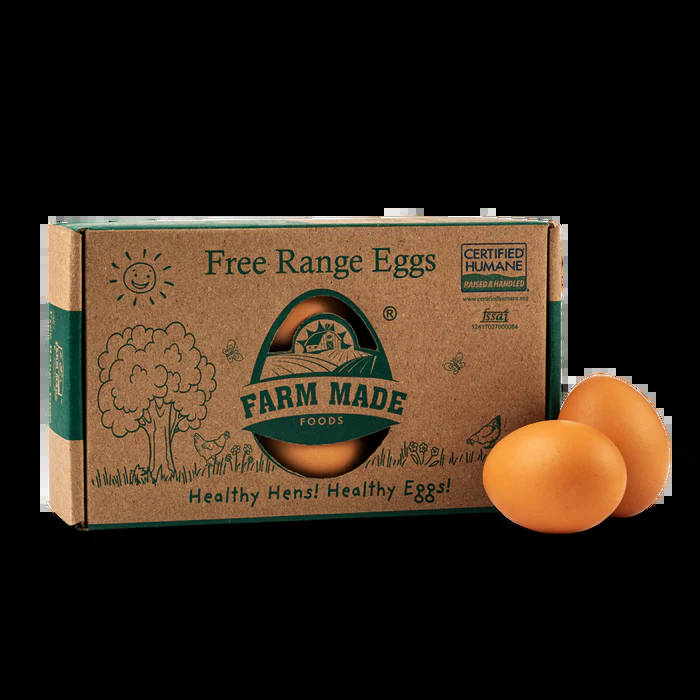 Free Range Eggs
CERTIFIED
HUMANE
RAISED & HANDLED
www.certifiedhumane.org
fssai
12417027000084
®
FARM MADE
FOODS
Healthy Hens! Healthy Eggs!